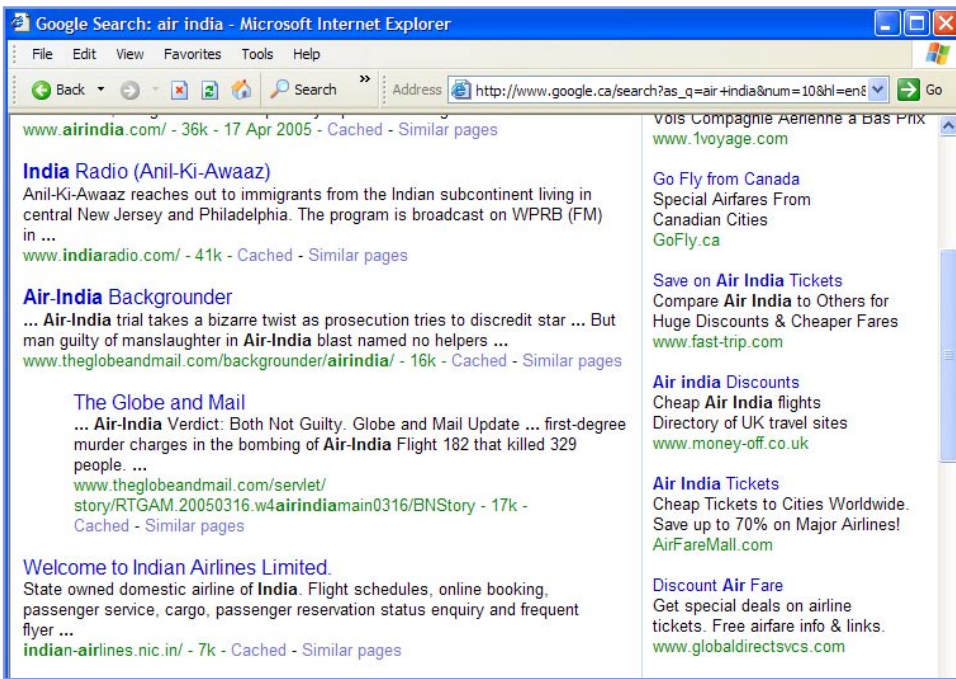 Google Search: air india - Microsoft Internet Explorer
File Edit View Favorites Tools Help
Back Search » Address http://www.google.ca/search?as_q=air+india&num=10&hl=en& Go
www.airindia.com/ - 36k - 17 Apr 2005 - Cached - Similar pages
India Radio (Anil-Ki-Awaaz)
Anil-Ki-Awaaz reaches out to immigrants from the Indian subcontinent living in
central New Jersey and Philadelphia. The program is broadcast on WPRB (FM)
in ...
www.indiaradio.com/ - 41k - Cached - Similar pages
Air-India Backgrounder
... Air-India trial takes a bizarre twist as prosecution tries to discredit star ... But
man guilty of manslaughter in Air-India blast named no helpers ...
www.theglobeandmail.com/backgrounder/airindia/ - 16k - Cached - Similar pages
The Globe and Mail
... Air-India Verdict: Both Not Guilty. Globe and Mail Update ... first-degree
murder charges in the bombing of Air-India Flight 182 that killed 329
people. ...
www.theglobeandmail.com/servlet/
story/RTGAM.20050316.w4airindiamain0316/BNStory - 17k -
Cached - Similar pages
Welcome to Indian Airlines Limited.
State owned domestic airline of India. Flight schedules, online booking,
passenger service, cargo, passenger reservation status enquiry and frequent
flyer ...
indian-airlines.nic.in/ - 7k - Cached - Similar pages
Vols Compagnie Aerienne a Bas Prix
www.1voyage.com
Go Fly from Canada
Special Airfares From
Canadian Cities
GoFly.ca
Save on Air India Tickets
Compare Air India to Others for
Huge Discounts & Cheaper Fares
www.fast-trip.com
Air india Discounts
Cheap Air India flights
Directory of UK travel sites
www.money-off.co.uk
Air India Tickets
Cheap Tickets to Cities Worldwide.
Save up to 70% on Major Airlines!
AirFareMall.com
Discount Air Fare
Get special deals on airline
tickets. Free airfare info & links.
www.globaldirectsvcs.com